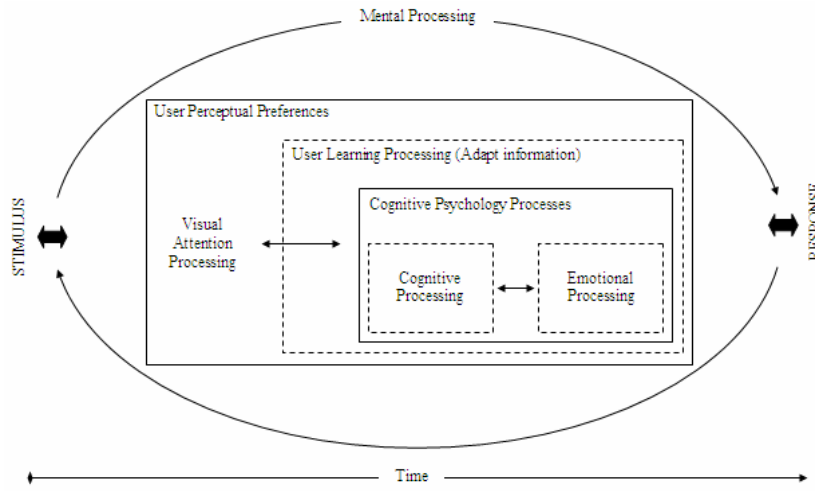 Mental Processing
User Perceptual Preferences
User Learning Processing (Adapt information)
Cognitive Psychology Processes
STIMULUS
Visual
Attention
Processing
Cognitive
Processing
Emotional
Processing
RESPONSE
Time